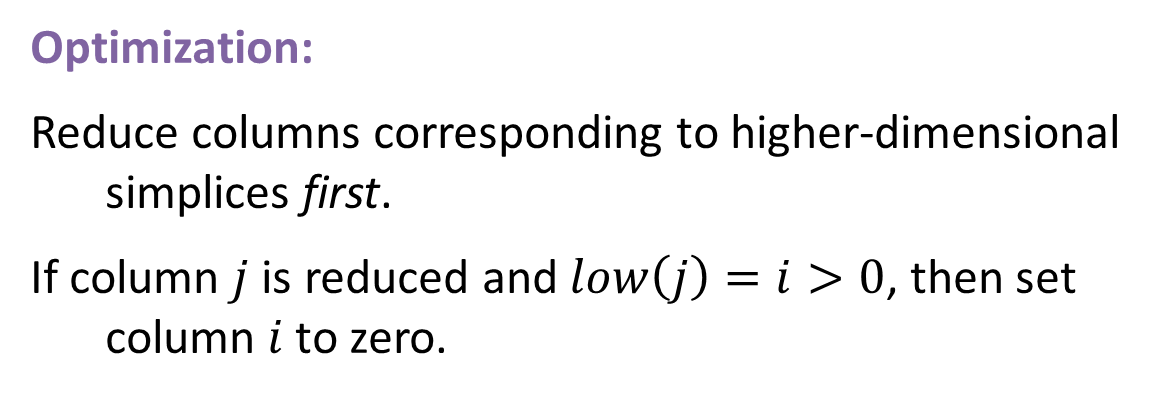 Optimization:
Reduce columns corresponding to higher-dimensional
simplices first.
If column j is reduced and low(j) = i > 0, then set
column i to zero.